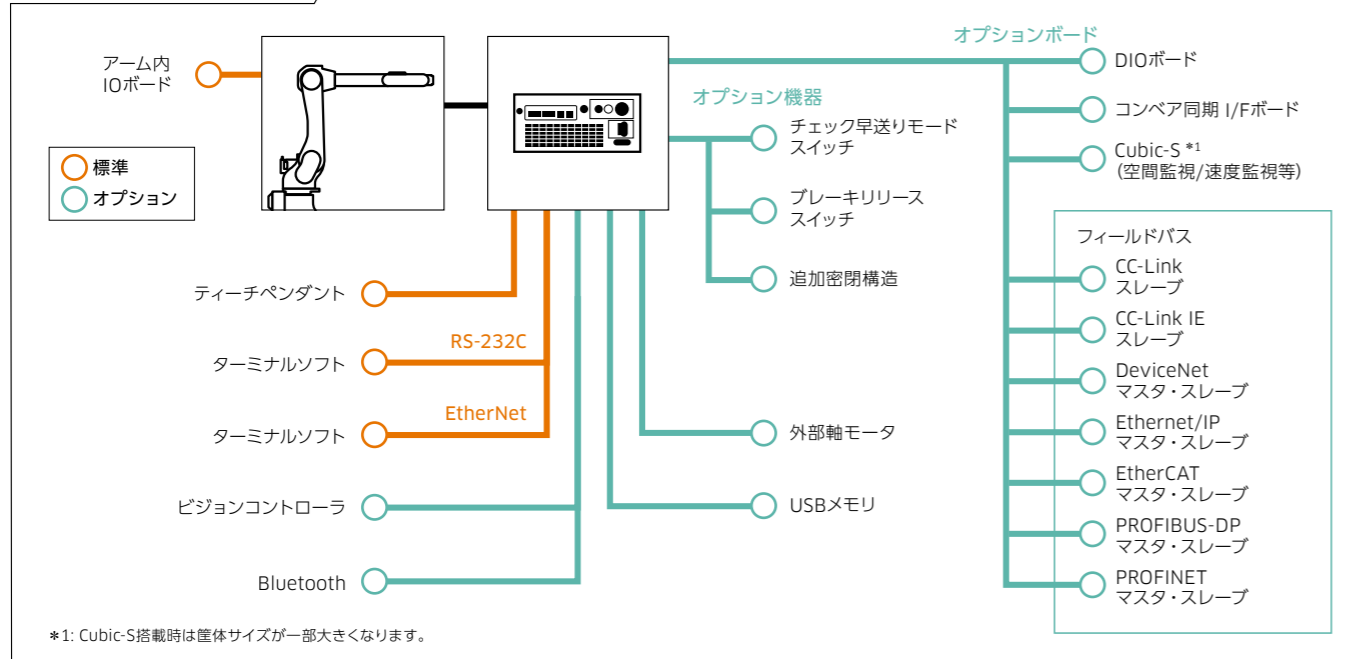 アーム内
IOボード
標準
オプション
ティーチペンダント
RS-232C
ターミナルソフト
EtherNet
ターミナルソフト
ビジョンコントローラ
Bluetooth
オプション機器
チェック早送りモード
スイッチ
ブレーキリリース
スイッチ
追加密閉構造
外部軸モータ
USBメモリ
オプションボード
DIOボード
コンベア同期 I/Fボード
Cubic-S *1
(空間監視/速度監視等)
フィールドバス
CC-Link
スレーブ
CC-Link IE
スレーブ
DeviceNet
マスタ・スレーブ
Ethernet/IP
マスタ・スレーブ
EtherCAT
マスタ・スレーブ
PROFIBUS-DP
マスタ・スレーブ
PROFINET
マスタ・スレーブ
*1: Cubic-S搭載時は筐体サイズが一部大きくなります。